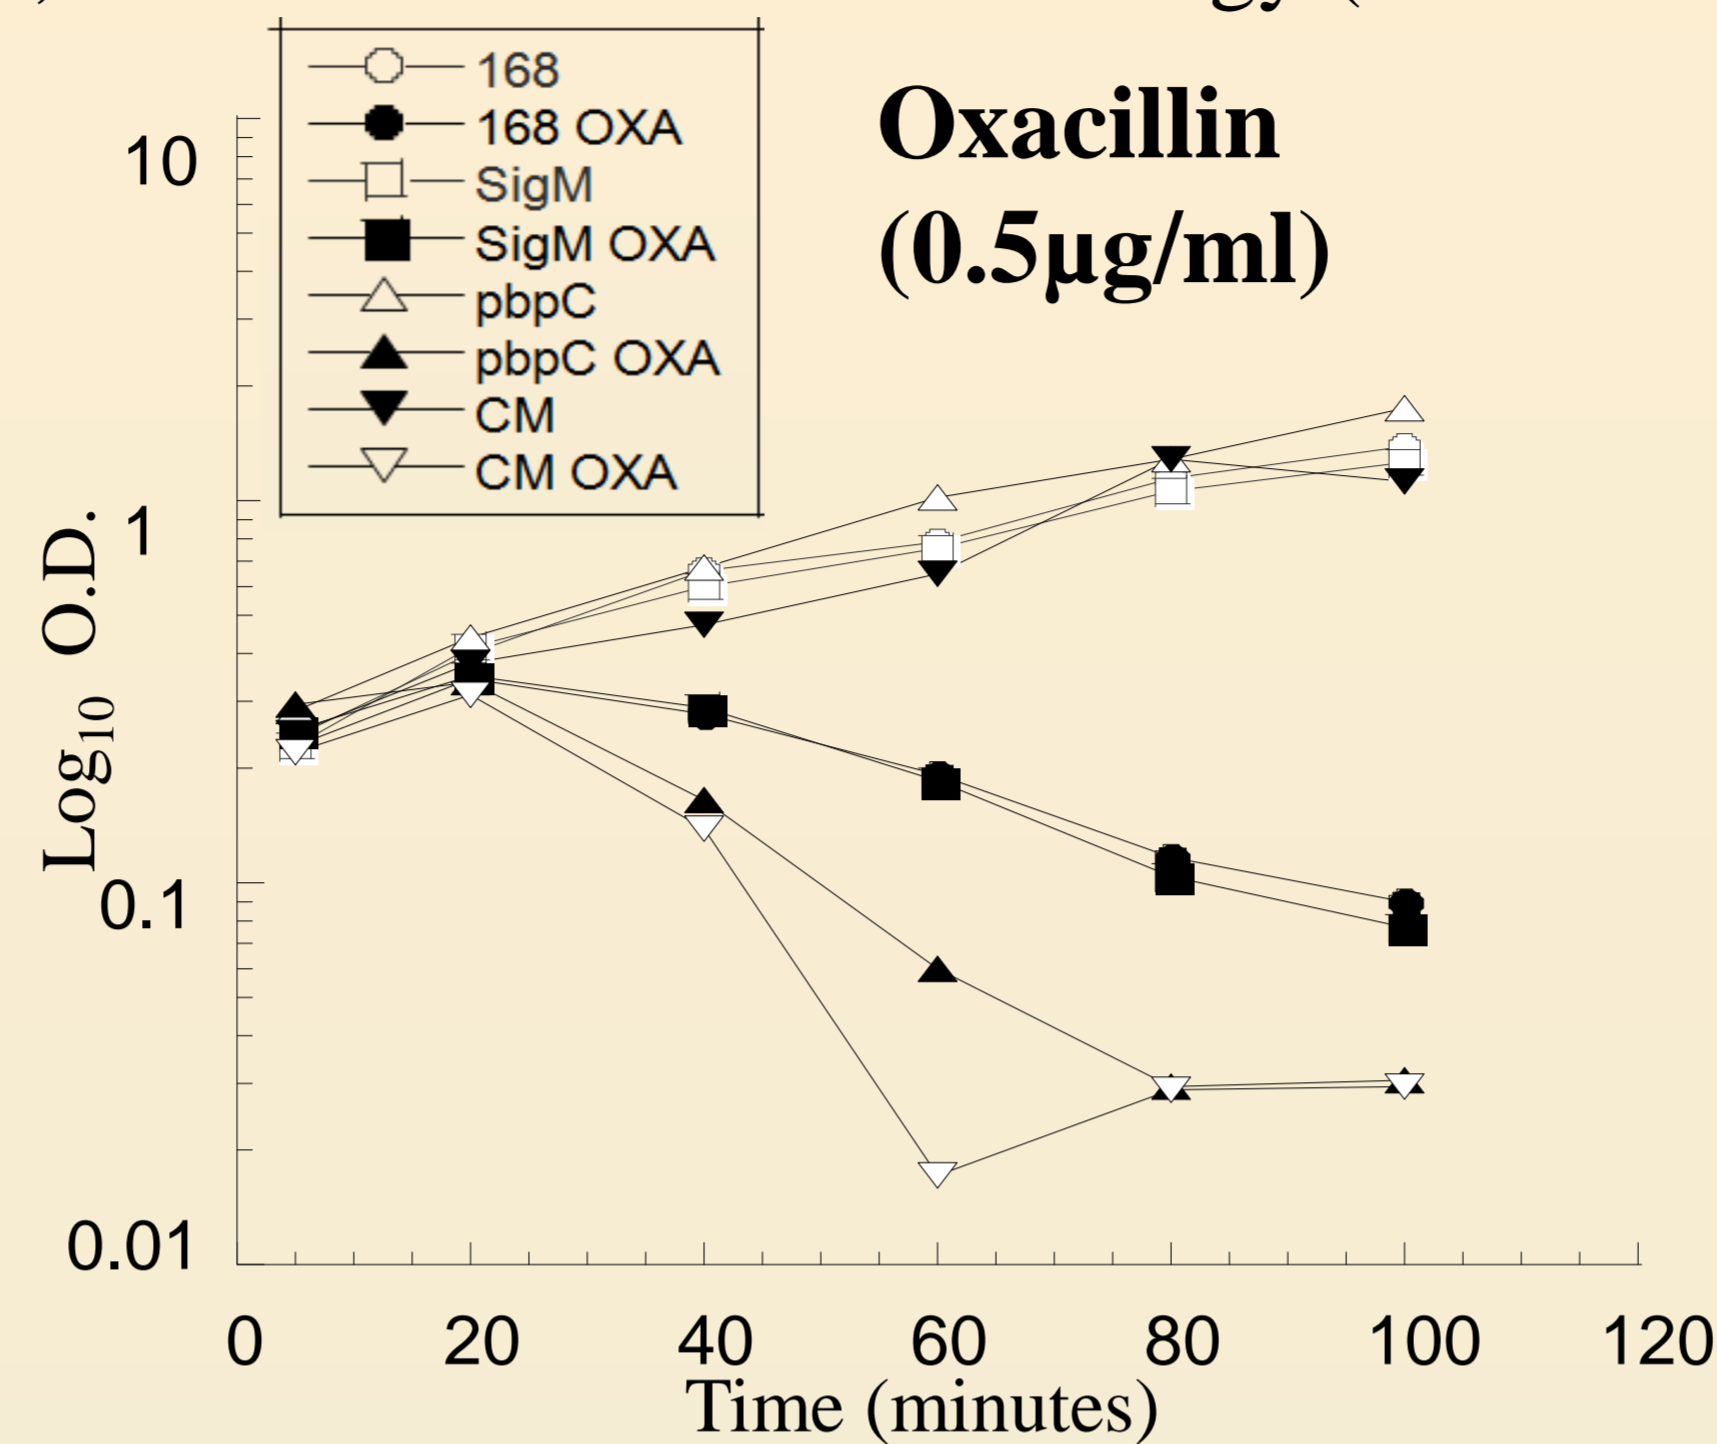 168
168 OXA
SigM
SigM OXA
pbpC
pbpC OXA
CM
CM OXA
Oxacillin
(0.5µg/ml)
10
1
0.1
0.01
Log10 O.D.
0 20 40 60 80 100 120
Time (minutes)